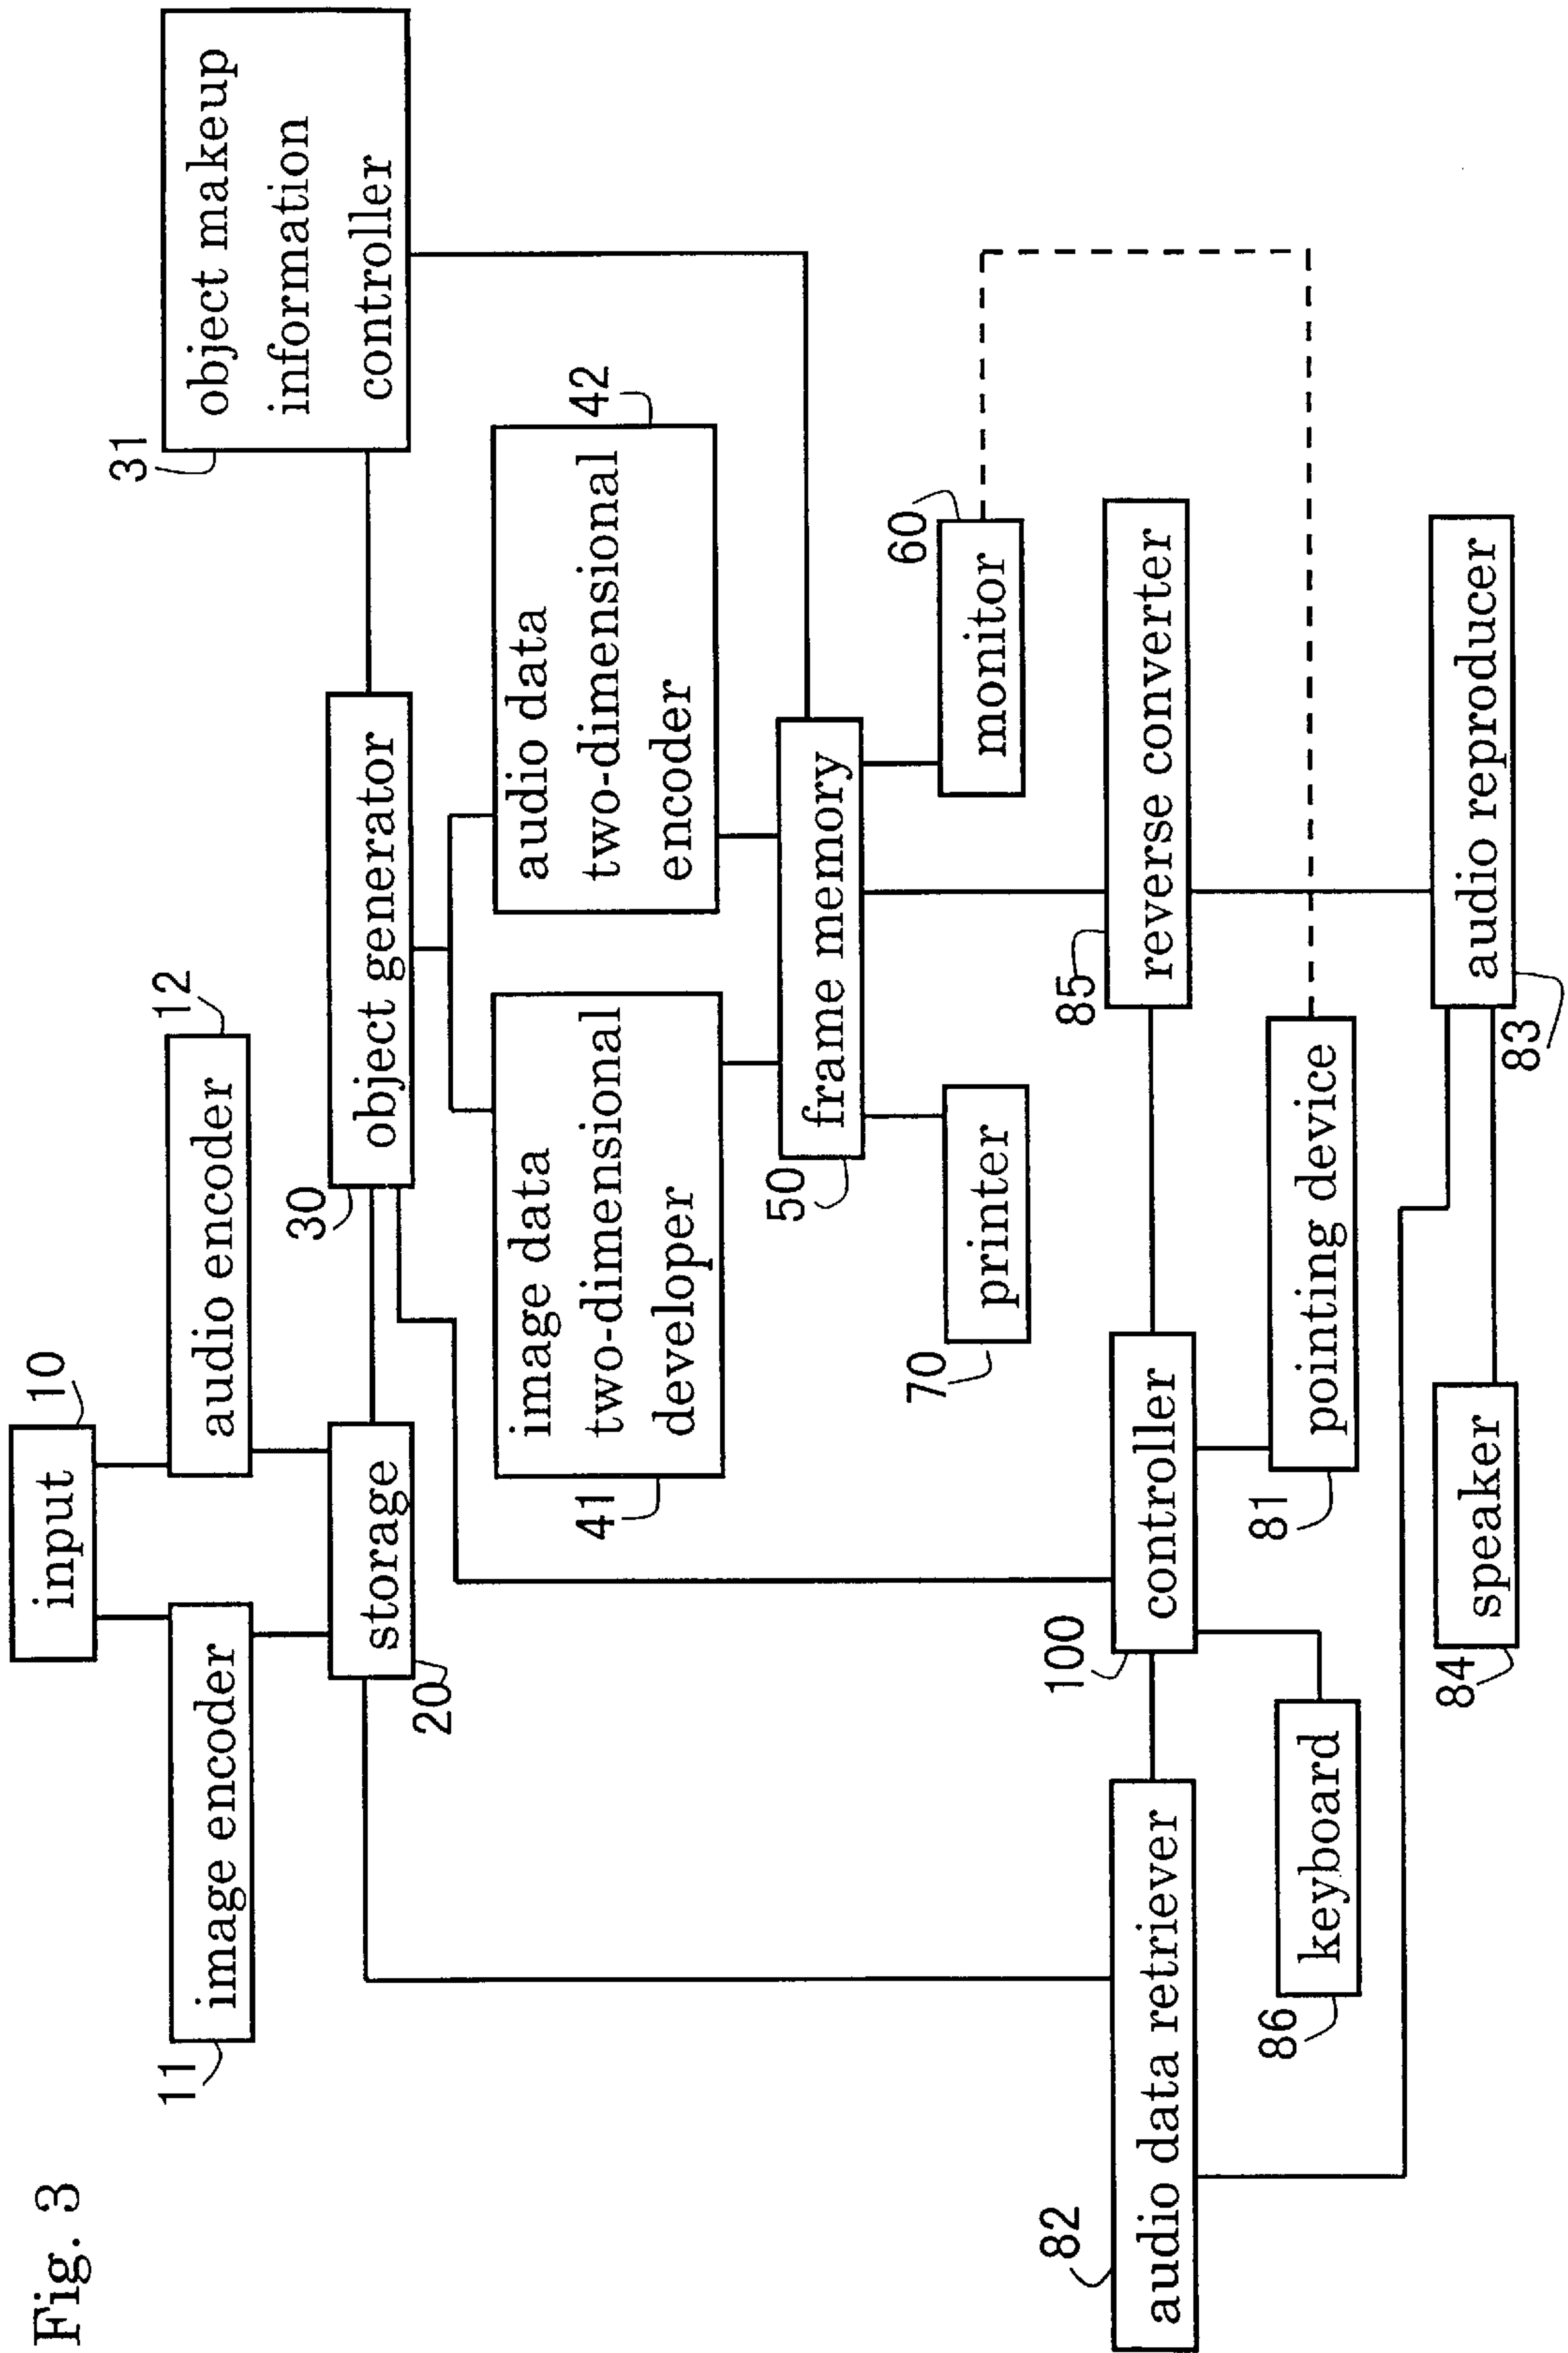 Fig. 3
input
10
image encoder
11
audio encoder
12
storage
20
object generator
30
object makeup
information
controller
31
image data
two-dimensional
developer
41
audio data
two-dimensional
encoder
42
frame memory
50
printer
70
monitor
60
audio data retriever
82
controller
100
reverse converter
85
keyboard
86
pointing device
81
speaker
84
audio reproducer
83